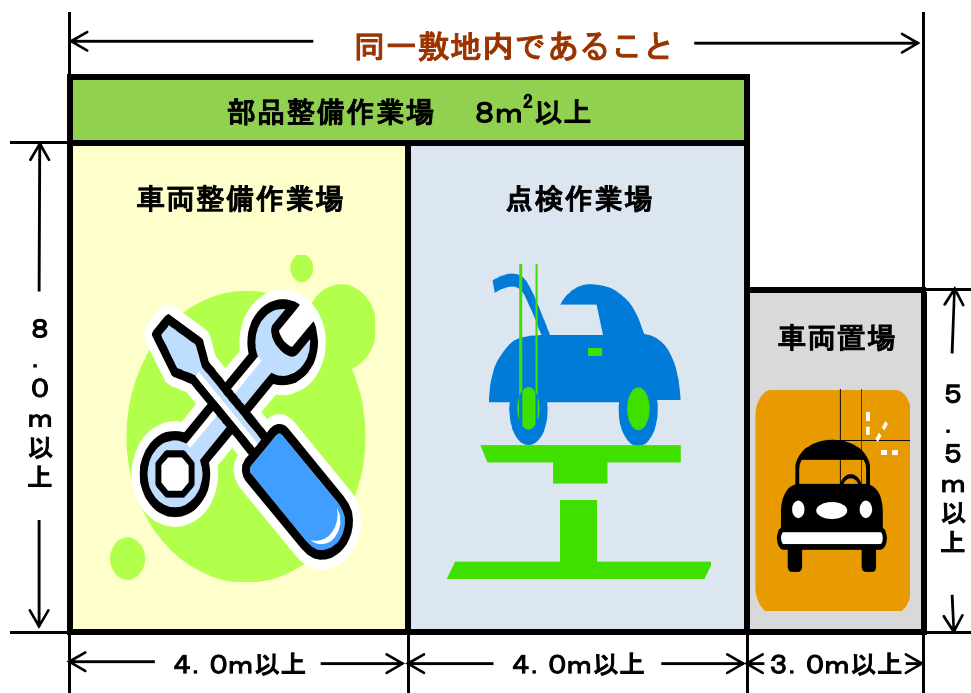 同一敷地内であること
部品整備作業場　8m²以上
車両整備作業場
点検作業場
車両置場
8.0m以上
5.5m以上
4.0m以上
4.0m以上
3.0m以上